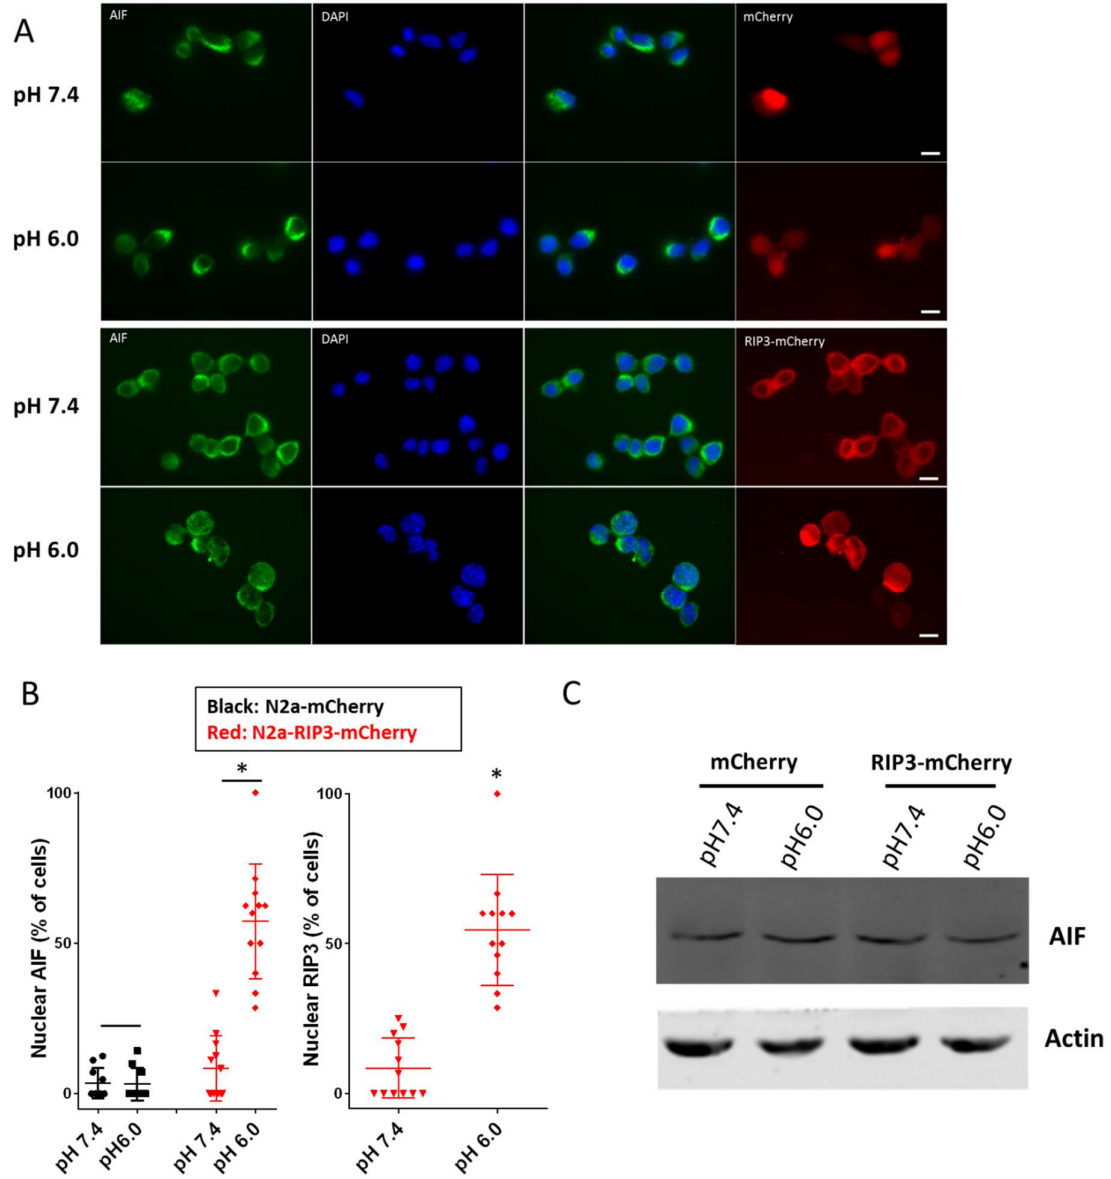 A
AIF
DAPI
mCherry
pH 7.4
pH 6.0
AIF
DAPI
RIP3-mCherry
pH 7.4
pH 6.0
B
Black: N2a-mCherry
Red: N2a-RIP3-mCherry
Nuclear AIF (% of cells)
100
50
0
*
pH 7.4
pH6.0
pH 7.4
pH 6.0
Nuclear RIP3 (% of cells)
100
50
0
*
pH 7.4
pH 6.0
C
mCherry
RIP3-mCherry
pH7.4
pH6.0
pH7.4
pH6.0
AIF
Actin